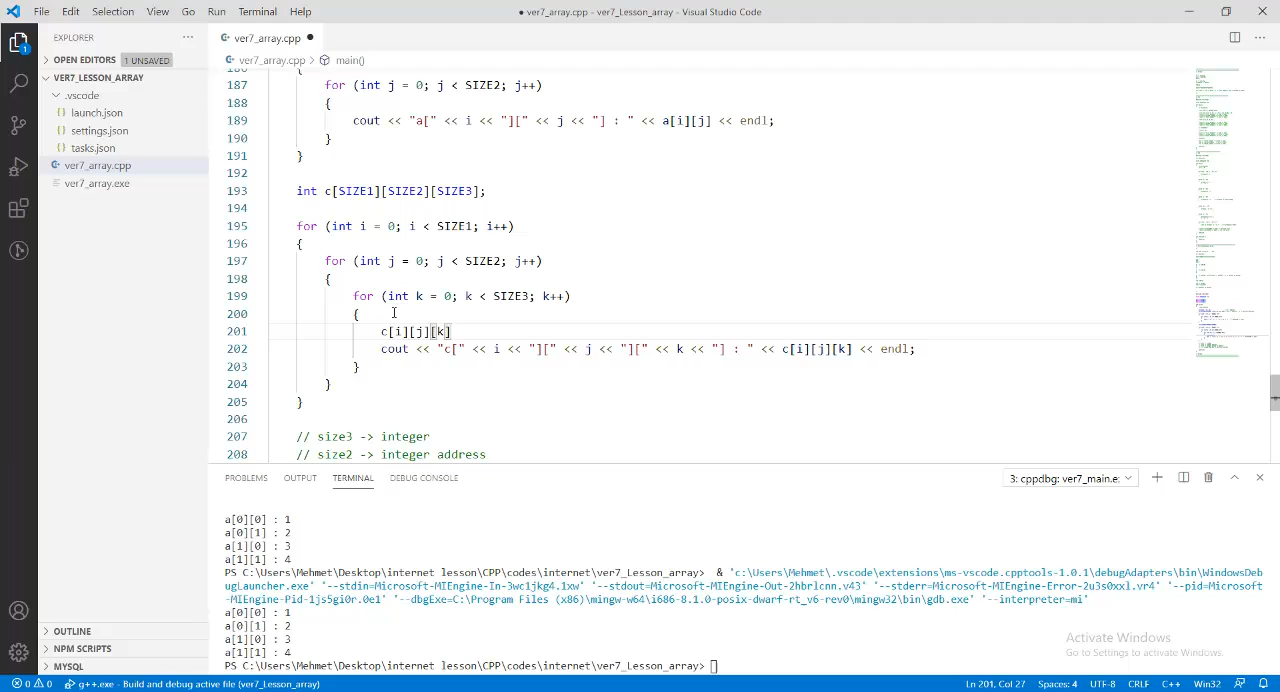 File Edit Selection View Go Run Terminal Help
● ver7_array.cpp - ver7_Lesson_array - Visual Studio Code
EXPLORER
OPEN EDITORS 1 UNSAVED
VER7_LESSON_ARRAY
.vscode
launch.json
settings.json
tasks.json
ver7_array.cpp
ver7_array.exe
OUTLINE
NPM SCRIPTS
MYSQL
1
ver7_array.cpp ●
ver7_array.cpp > main()
186 {
187 for (int j = 0; j < SIZE2; j++)
188 {
189 cout << "a[" << i << "][" << j << "] : " << a[i][j] << endl;
190 }
191 }
192
193 int c[SIZE1][SIZE2][SIZE3];
194
195 for (int i = 0; i < SIZE1; i++)
196 {
197 for (int j = 0; j < SIZE2; j++)
198 {
199 for (int k = 0; k < SIZE3; k++)
200 {
201 c[i][j][k]
202 cout << "c[" << i << "][" << j << "][" << k << "] : " << c[i][j][k] << endl;
203 }
204 }
205 }
206
207 // size3 -> integer
208 // size2 -> integer address
PROBLEMS OUTPUT TERMINAL DEBUG CONSOLE
3: cppdbg: ver7_main.e
a[0][0] : 1
a[0][1] : 2
a[1][0] : 3
a[1][1] : 4
PS C:\Users\Mehmet\Desktop\internet lesson\CPP\codes\internet\ver7_Lesson_array> & 'c:\Users\Mehmet\.vscode\extensions\ms-vscode.cpptools-1.0.1\debugAdapters\bin\WindowsDeb
ugLauncher.exe' '--stdin=Microsoft-MIEngine-In-3wc1jkg4.1xw' '--stdout=Microsoft-MIEngine-Out-2hbrlcnn.v43' '--stderr=Microsoft-MIEngine-Error-2u3s0xxl.vr4' '--pid=Microsoft
-MIEngine-Pid-1js5gi0r.0e1' '--dbgExe=C:\Program Files (x86)\mingw-w64\i686-8.1.0-posix-dwarf-rt_v6-rev0\mingw32\bin\gdb.exe' '--interpreter=mi'
a[0][0] : 1
a[0][1] : 2
a[1][0] : 3
a[1][1] : 4
PS C:\Users\Mehmet\Desktop\internet lesson\CPP\codes\internet\ver7_Lesson_array>
Activate Windows
Go to Settings to activate Windows.
0 0 g++.exe - Build and debug active file (ver7_Lesson_array)
Ln 201, Col 27 Spaces: 4 UTF-8 CRLF C++ Win32